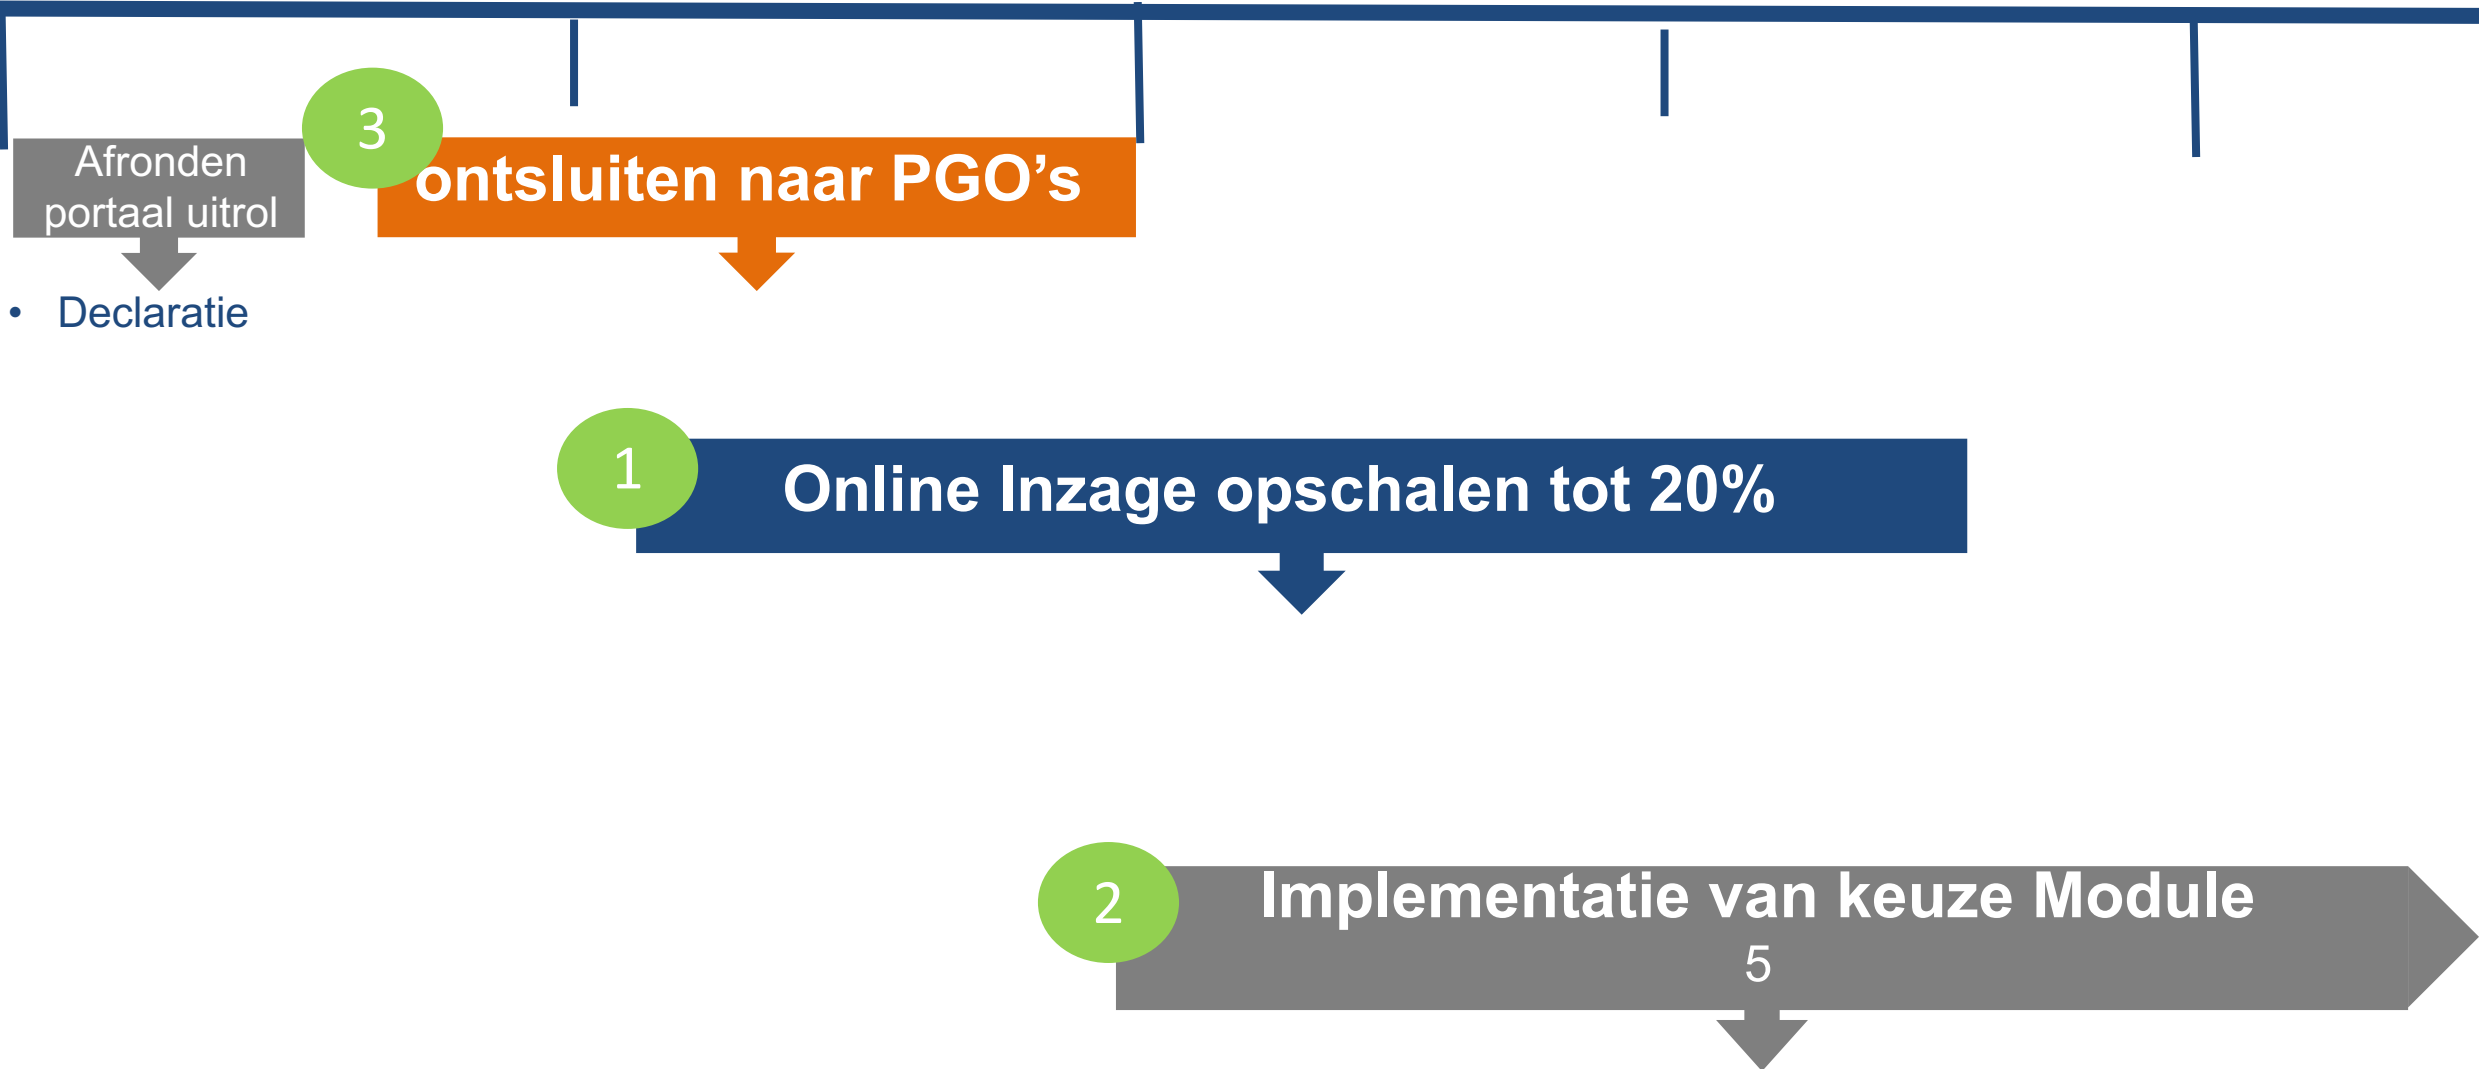 3
Afronden
portaal uitrol
ontsluiten naar PGO’s
• Declaratie
1
Online Inzage opschalen tot 20%
2
Implementatie van keuze Module
5